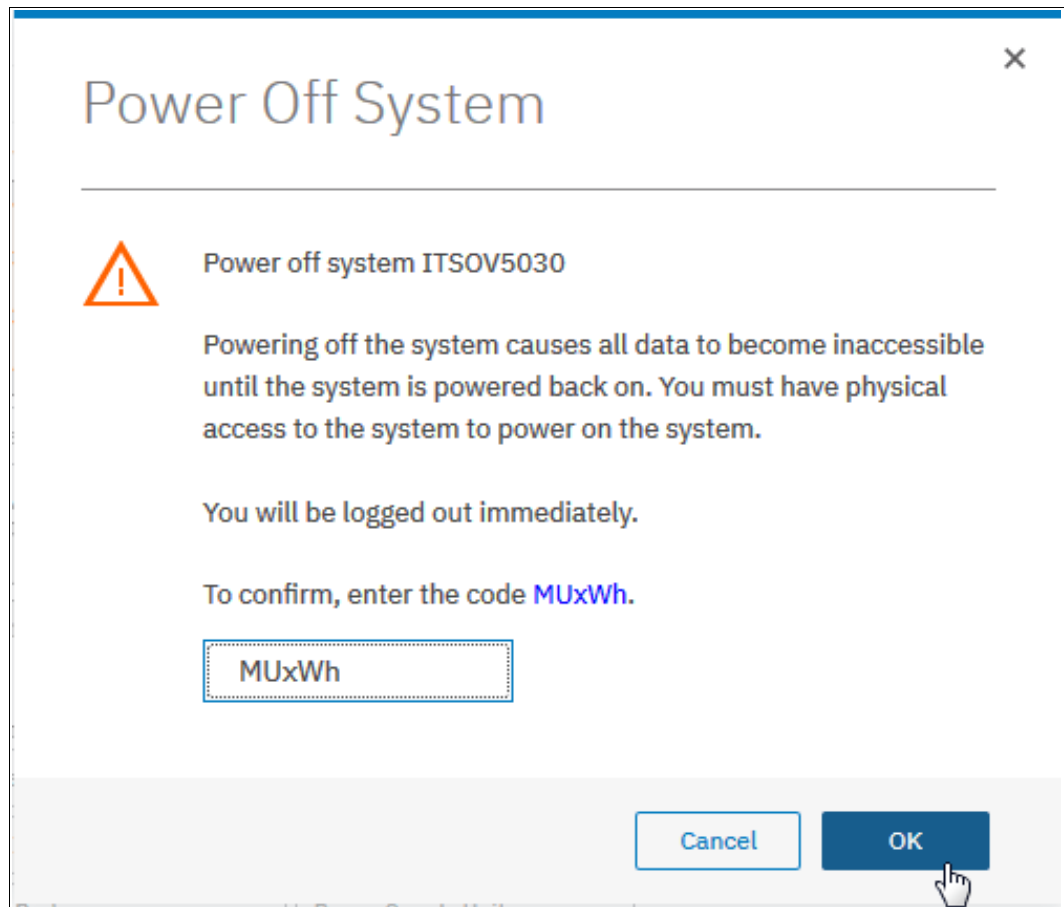 Power Off System
Power off system ITSOV5030
Powering off the system causes all data to become inaccessible
until the system is powered back on. You must have physical
access to the system to power on the system.
You will be logged out immediately.
To confirm, enter the code MUxWh.
MUxWh
Cancel
OK